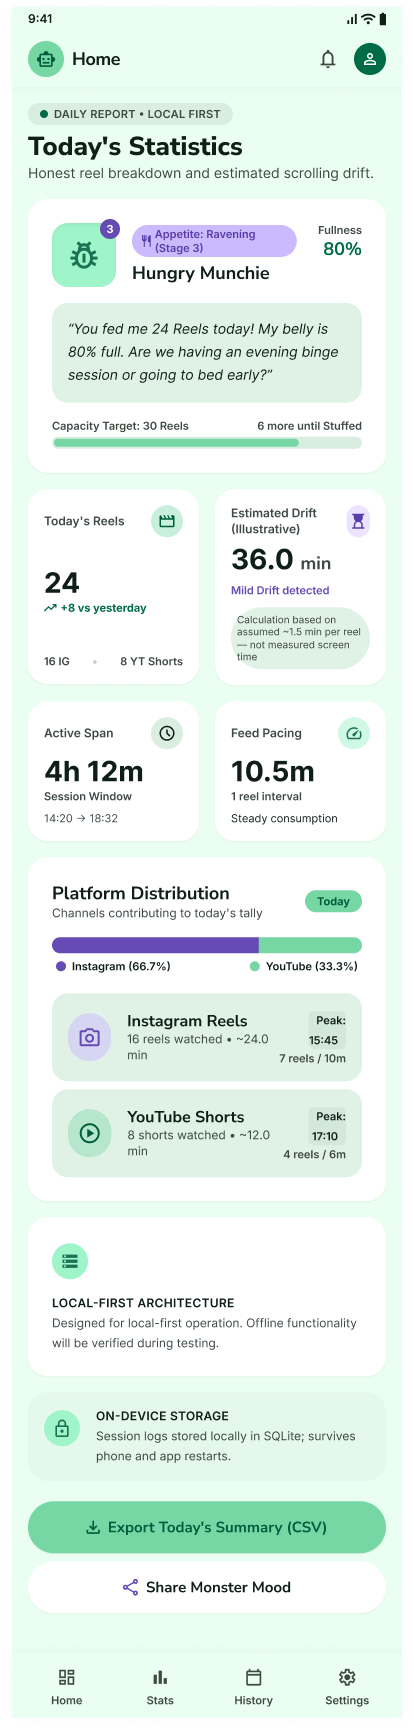 9:41
Home
DAILY REPORT • LOCAL FIRST
Today's Statistics
Honest reel breakdown and estimated scrolling drift.
3
Appetite: Ravening
(Stage 3)
Hungry Munchie
Fullness
80%
“You fed me 24 Reels today! My belly is
80% full. Are we having an evening binge
session or going to bed early?”
Capacity Target: 30 Reels
6 more until Stuffed
Today's Reels
24
+8 vs yesterday
16 IG • 8 YT Shorts
Estimated Drift
(Illustrative)
36.0 min
Mild Drift detected
Calculation based on
assumed ~1.5 min per reel
— not measured screen
time
Active Span
4h 12m
Session Window
14:20 → 18:32
Feed Pacing
10.5m
1 reel interval
Steady consumption
Platform Distribution
Channels contributing to today's tally
Today
Instagram (66.7%)
YouTube (33.3%)
Instagram Reels
16 reels watched • ~24.0
min
Peak:
15:45
7 reels / 10m
YouTube Shorts
8 shorts watched • ~12.0
min
Peak:
17:10
4 reels / 6m
LOCAL-FIRST ARCHITECTURE
Designed for local-first operation. Offline functionality
will be verified during testing.
ON-DEVICE STORAGE
Session logs stored locally in SQLite; survives
phone and app restarts.
Export Today's Summary (CSV)
Share Monster Mood
Home
Stats
History
Settings